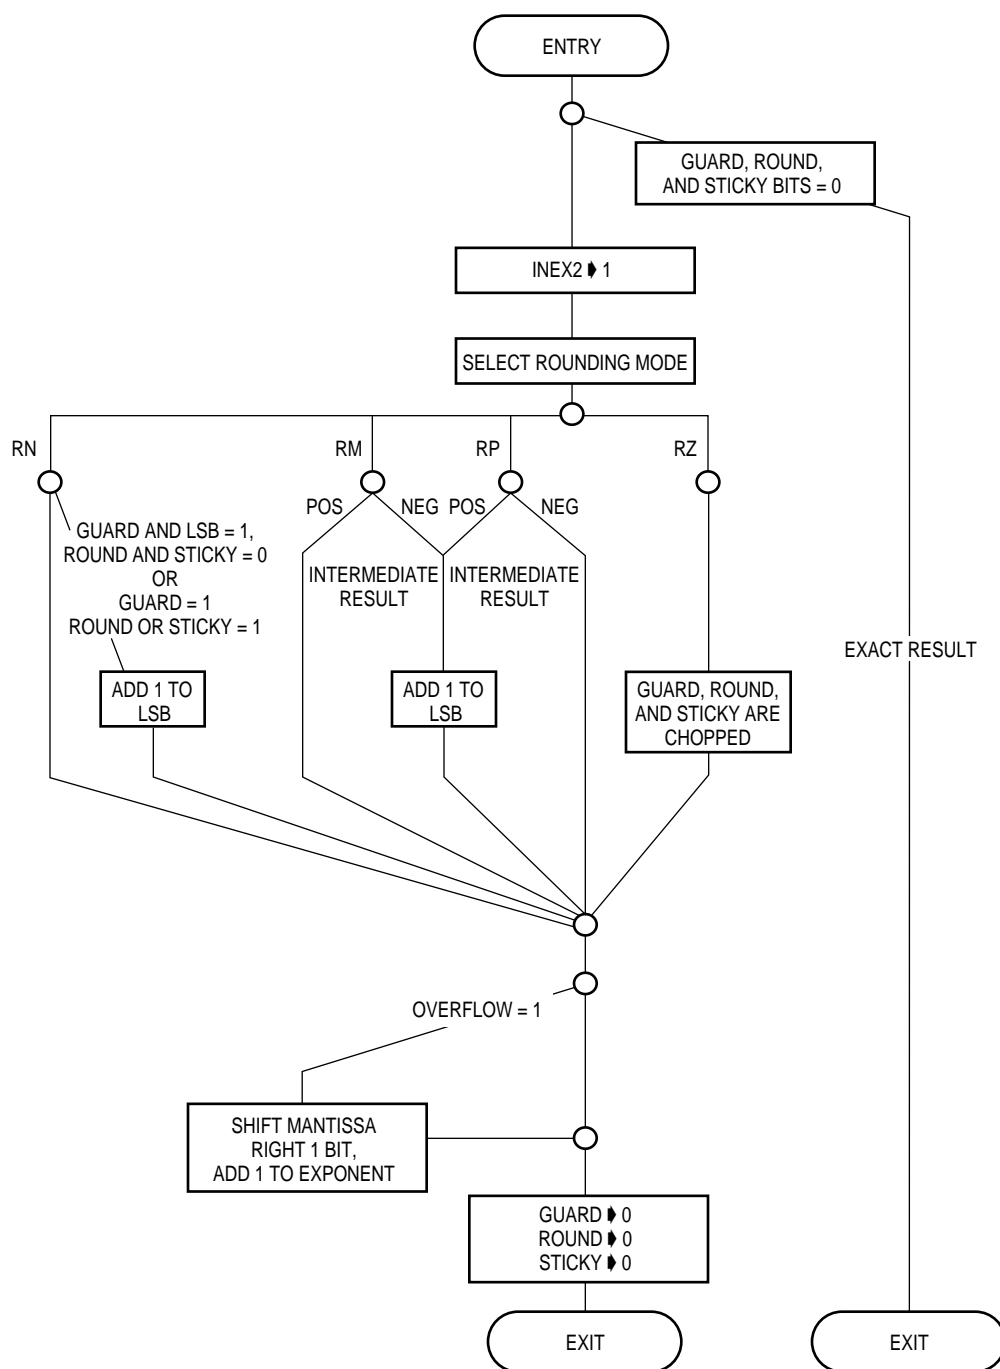 ENTRY
GUARD, ROUND,
AND STICKY BITS = 0
INEX2 ➧ 1
SELECT ROUNDING MODE
RN
RM
RP
RZ
POS
NEG
POS
NEG
GUARD AND LSB = 1,
ROUND AND STICKY = 0
OR
GUARD = 1
ROUND OR STICKY = 1
INTERMEDIATE
RESULT
INTERMEDIATE
RESULT
EXACT RESULT
ADD 1 TO
LSB
ADD 1 TO
LSB
GUARD, ROUND,
AND STICKY ARE
CHOPPED
OVERFLOW = 1
SHIFT MANTISSA
RIGHT 1 BIT,
ADD 1 TO EXPONENT
GUARD ➧ 0
ROUND ➧ 0
STICKY ➧ 0
EXIT
EXIT